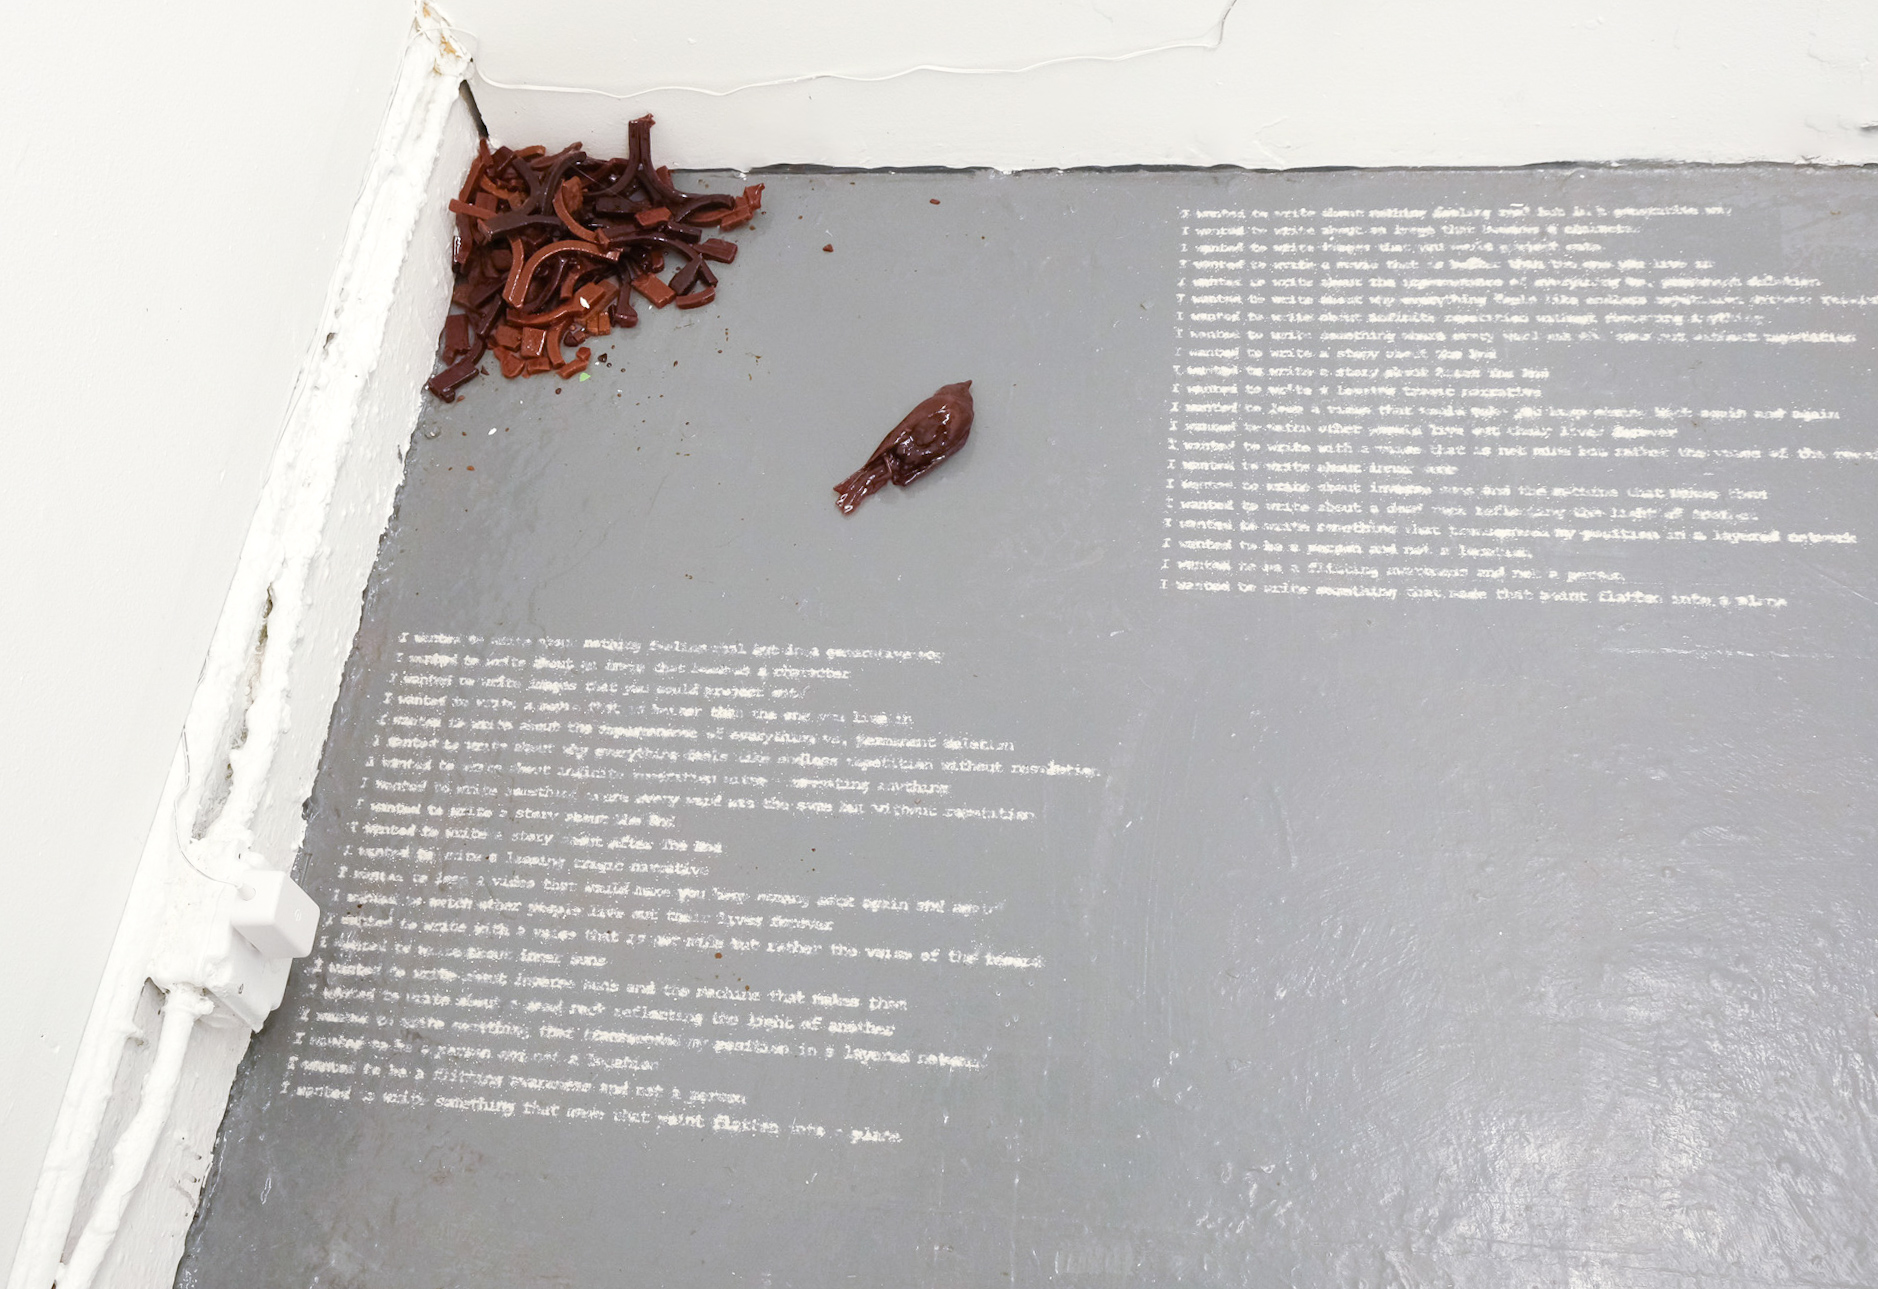 I wanted to write about nothing feeling real but in a generative way
I wanted to write about an image that becomes a character
I wanted to write images that you could project onto
I wanted to write a movie that is better than the one you live in
I wanted to write about the impermanence of everything vs. permanent deletion
I wanted to write about why everything feels like endless repetition without
I wanted to write about infinite repetition without repeating anything
I wanted to write something where every word was the same but without repetition
I wanted to write a story about The End
I wanted to write a story about After The End
I wanted to write a looping tragic narrative
I wanted to loop a video that would make you keep coming back again and again
I wanted to watch other people live out their lives forever
I wanted to write with a voice that is not mine but rather the voice of the
I wanted to write about inner suns
I wanted to write about inverse suns and the machine that makes them
I wanted to write about a dead rock reflecting the light of another
I wanted to write something that transcended my position in a layered network
I wanted to be a person and not a location
I wanted to be a flitting awareness and not a person
I wanted to write something that made that point flatten into a plane
I wanted to write about nothing feeling real but in a generative way
I wanted to write about an image that becomes a character
I wanted to write images that you could project onto
I wanted to write a movie that is better than the one you live in
I wanted to write about the impermanence of everything vs. permanent deletion
I wanted to write about why everything feels like endless repetition without resolution
I wanted to write about infinite repetition without repeating anything
I wanted to write something where every word was the same but without repetition
I wanted to write a story about The End
I wanted to write a story about After The End
I wanted to write a looping tragic narrative
I wanted to loop a video that would make you keep coming back again and again
I wanted to watch other people live out their lives forever
I wanted to write with a voice that is not mine but rather the voice of the
I wanted to write about inner suns
I wanted to write about inverse suns and the machine that makes them
I wanted to write about a dead rock reflecting the light of another
I wanted to write something that transcended my position in a layered network
I wanted to be a person and not a location
I wanted to be a flitting awareness and not a person
I wanted to write something that made that point flatten into a plane